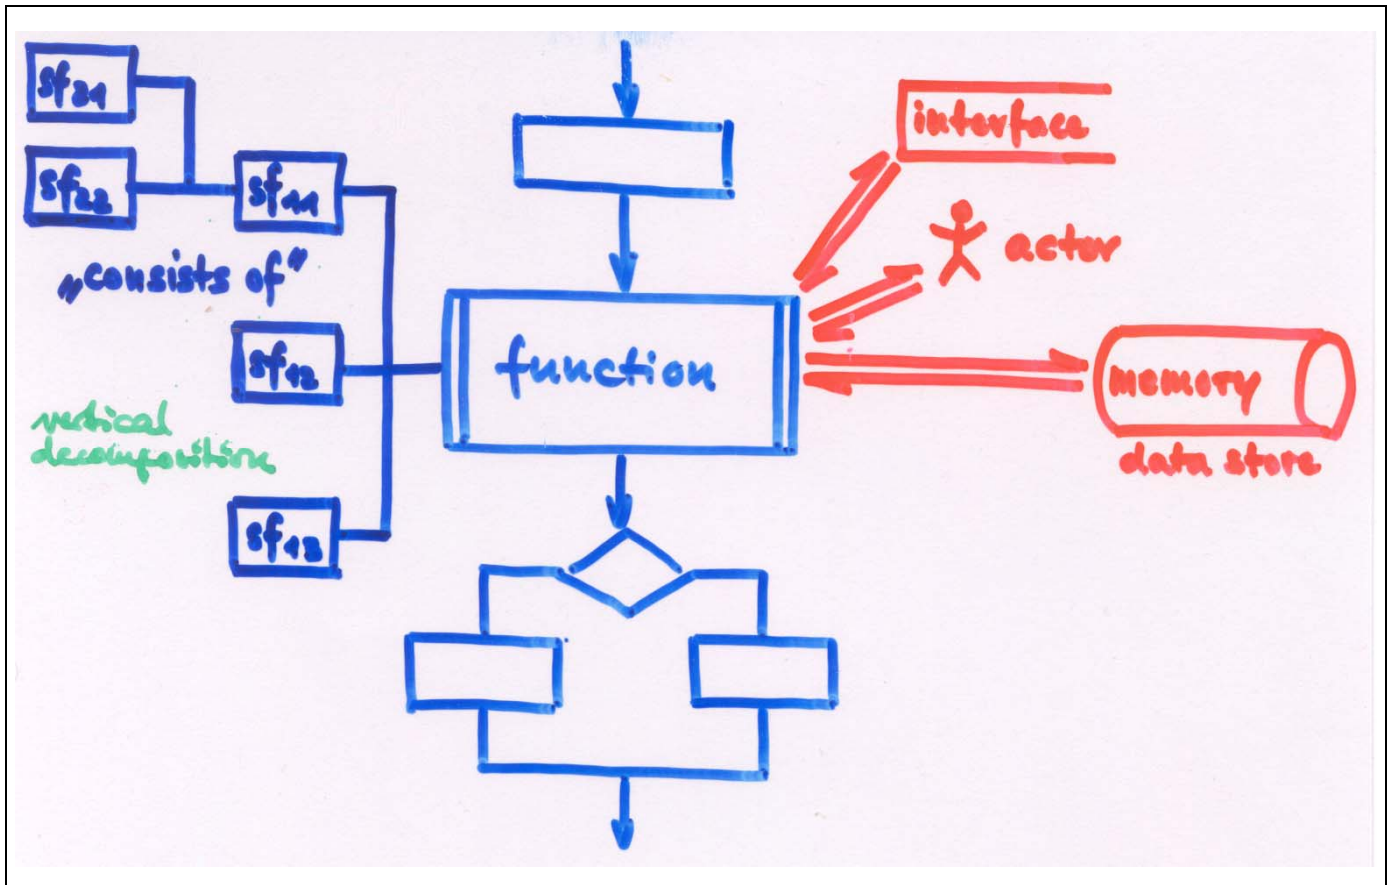 sf21
sf22
sf11
„consists of"
sf12
vertical
decomposition
sf13
function
interface
actor
memory
data store